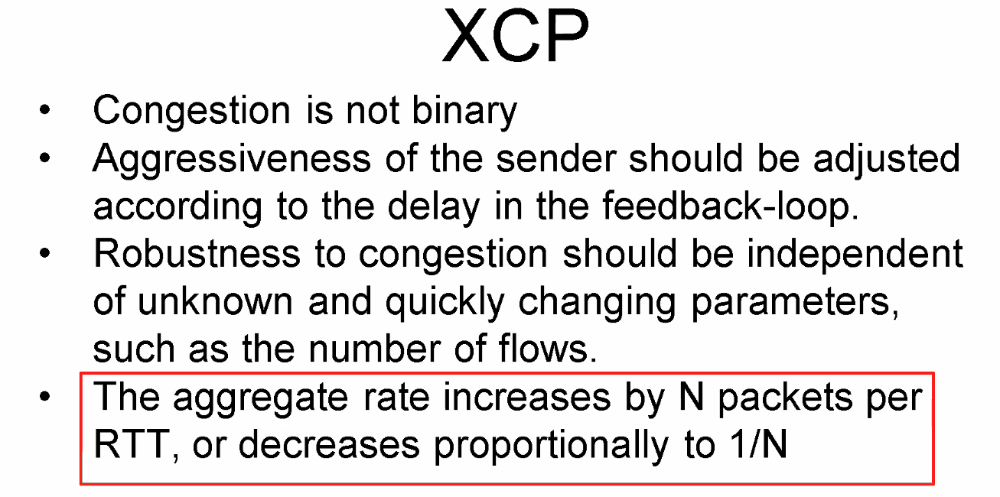 XCP
• Congestion is not binary
• Aggressiveness of the sender should be adjusted
according to the delay in the feedback-loop.
• Robustness to congestion should be independent
of unknown and quickly changing parameters,
such as the number of flows.
• The aggregate rate increases by N packets per
RTT, or decreases proportionally to 1/N